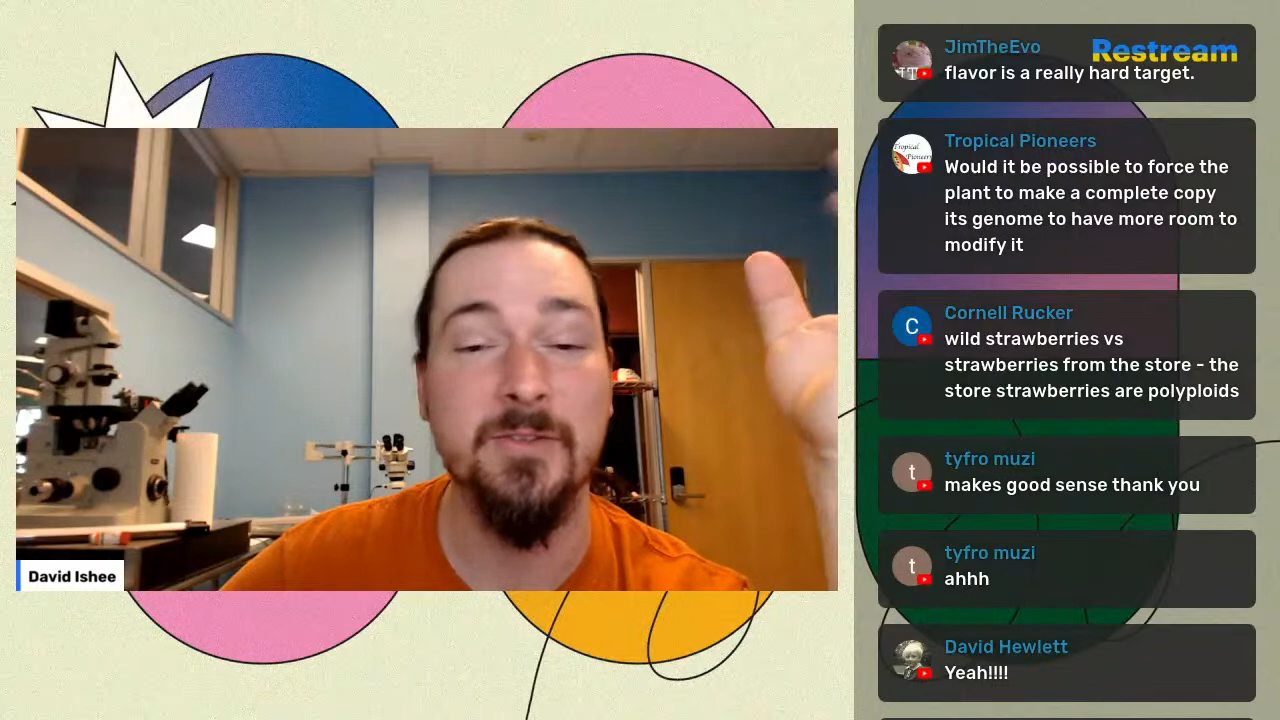 JimTheEvo
Restream
flavor is a really hard target.
Tropical Pioneers
Tropical
Pioneers
Would it be possible to force the
plant to make a complete copy
its genome to have more room to
modify it
Cornell Rucker
C
wild strawberries vs
strawberries from the store - the
store strawberries are polyploids
tyfro muzi
t
makes good sense thank you
tyfro muzi
t
ahhh
David Hewlett
Yeah!!!!
David Ishee